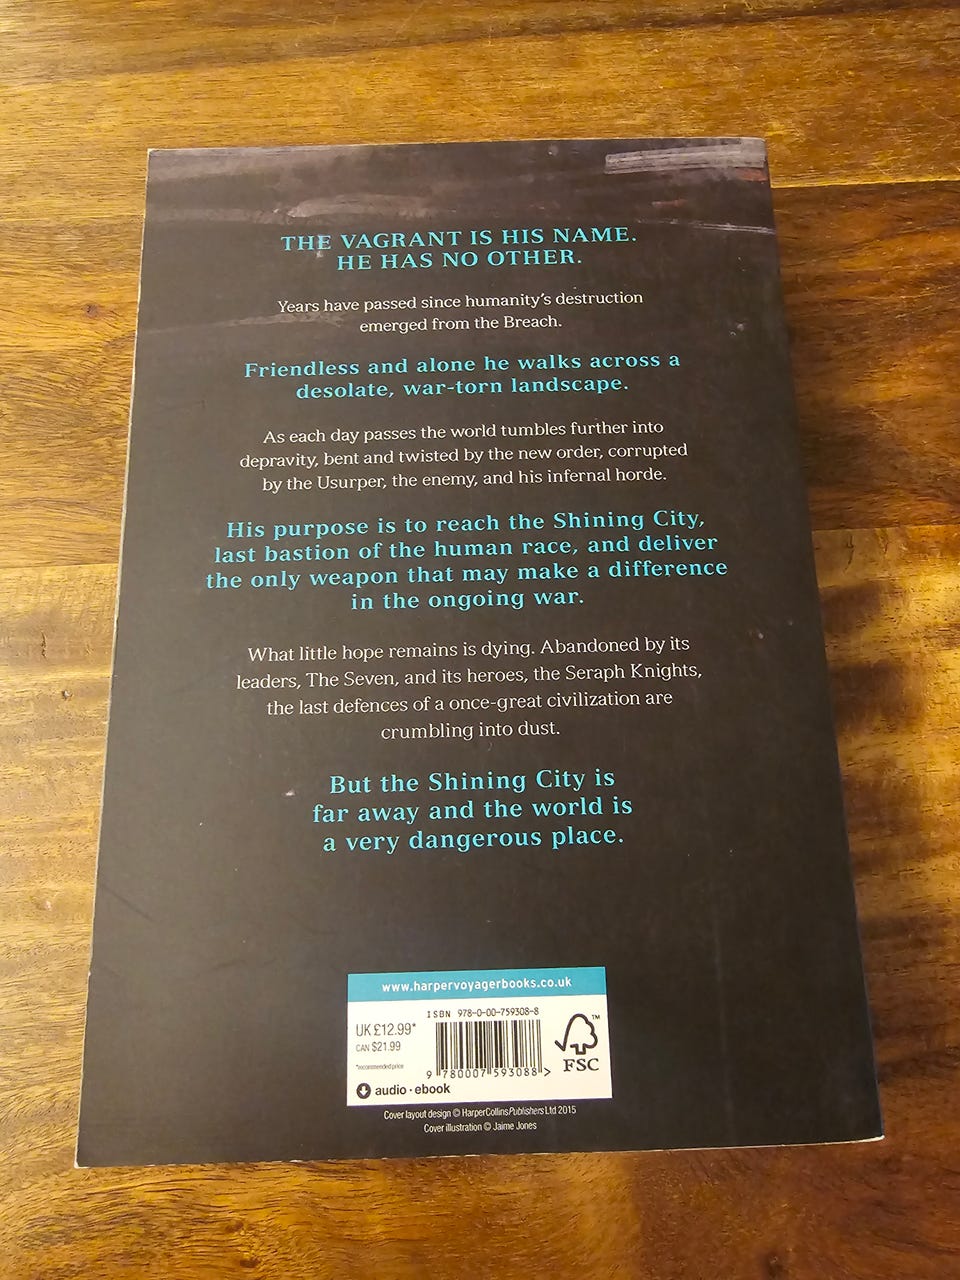 THE VAGRANT IS HIS NAME.
HE HAS NO OTHER.
Years have passed since humanity's destruction
emerged from the Breach.
Friendless and alone he walks across a
desolate, war-torn landscape.
As each day passes the world tumbles further into
depravity, bent and twisted by the new order, corrupted
by the Usurper, the enemy, and his infernal horde.
His purpose is to reach the Shining City,
last bastion of the human race, and deliver
the only weapon that may make a difference
in the ongoing war.
What little hope remains is dying. Abandoned by its
leaders, The Seven, and its heroes, the Seraph Knights,
the last defences of a once-great civilization are
crumbling into dust.
But the Shining City is
far away and the world is
a very dangerous place.
www.harpervoyagerbooks.co.uk
ISBN 978-0-00-759308-8
UK £12.99*
CAN $21.99
*recommended price
9 780007 593088 >
FSC
TM
audio · ebook
Cover layout design © HarperCollinsPublishers Ltd 2015
Cover illustration © Jaime Jones